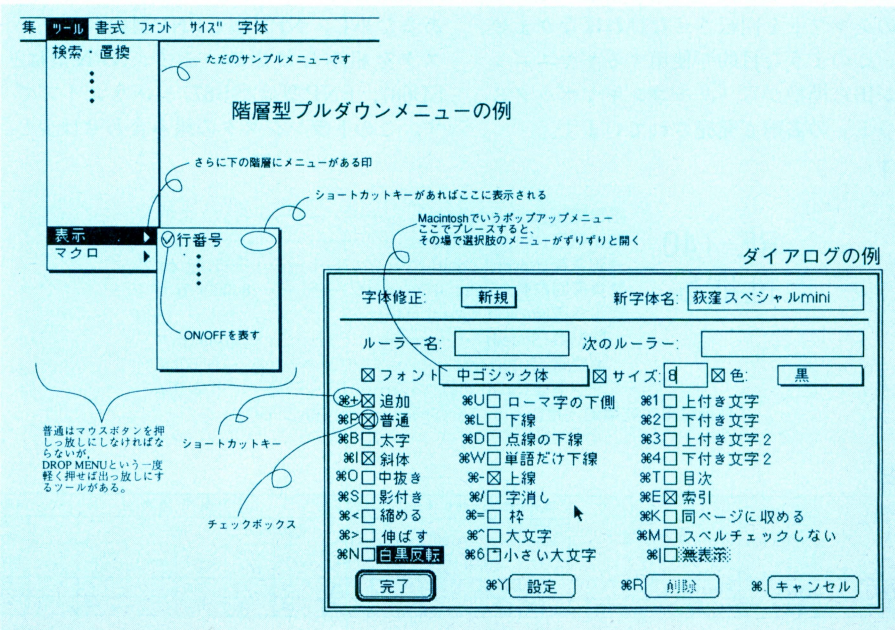 集 ツール 書式 フォント サイズ 字体
検索・置換
ただのサンプルメニューです
階層型プルダウンメニューの例
さらに下の階層にメニューがある印
ショートカットキーがあればここに表示される
表示
マクロ
行番号
ON/OFFを表す
Macintoshでいうポップアップメニュー
ここでプレースすると、
その場で選択肢のメニューがずりずりと開く
普通はマウスボタンを押
しっ放しにしなければな
らないが、
DROP MENUという一度
軽く押せば出っ放しにす
るツールがある。
ショートカットキー
チェックボックス
ダイアログの例
字体修正: 新規 新字体名: 荻窪スペシャルmini
ルーラー名: 次のルーラー:
☒フォント 中ゴシック体 ☒サイズ: 8 ☒色: 黒
⌘+☒追加 ⌘U☐ローマ字の下側 ⌘1☐上付き文字
⌘P☒普通 ⌘L☐下線 ⌘2☐下付き文字
⌘B☐太字 ⌘D☐点線の下線 ⌘3☐上付き文字2
⌘I☒斜体 ⌘W☐単語だけ下線 ⌘4☐下付き文字2
⌘O☐中抜き ⌘-☒上線 ⌘T☐目次
⌘S☐影付き ⌘/☐字消し ⌘E☒索引
⌘<☐縮める ⌘=☐枠 ⌘K☐同ページに収める
⌘>☐伸ばす ⌘^☐大文字 ⌘M☐スペルチェックしない
⌘N☐白黒反転 ⌘6☐小さい大文字 ⌘|☐無表示
完了 ⌘Y 設定 ⌘R 削除 ⌘. キャンセル